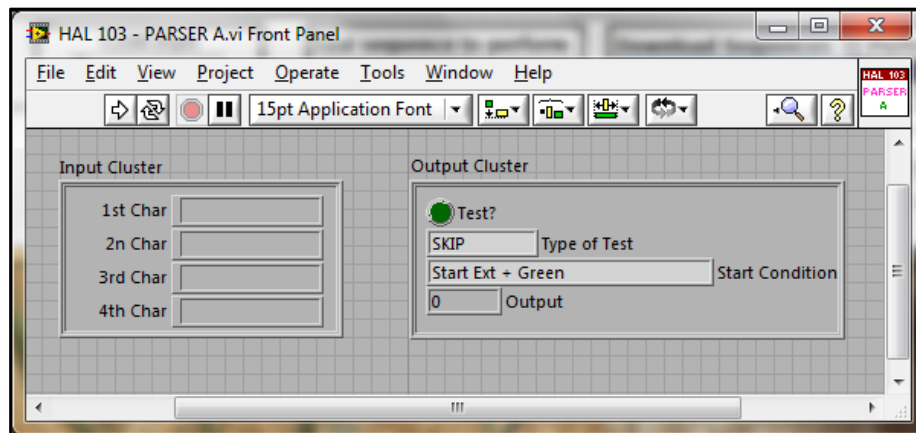 HAL 103 - PARSER A.vi Front Panel
File Edit View Project Operate Tools Window Help
15pt Application Font
HAL 103
PARSER
A
Input Cluster
1st Char
2n Char
3rd Char
4th Char
Output Cluster
Test?
SKIP Type of Test
Start Ext + Green Start Condition
0 Output